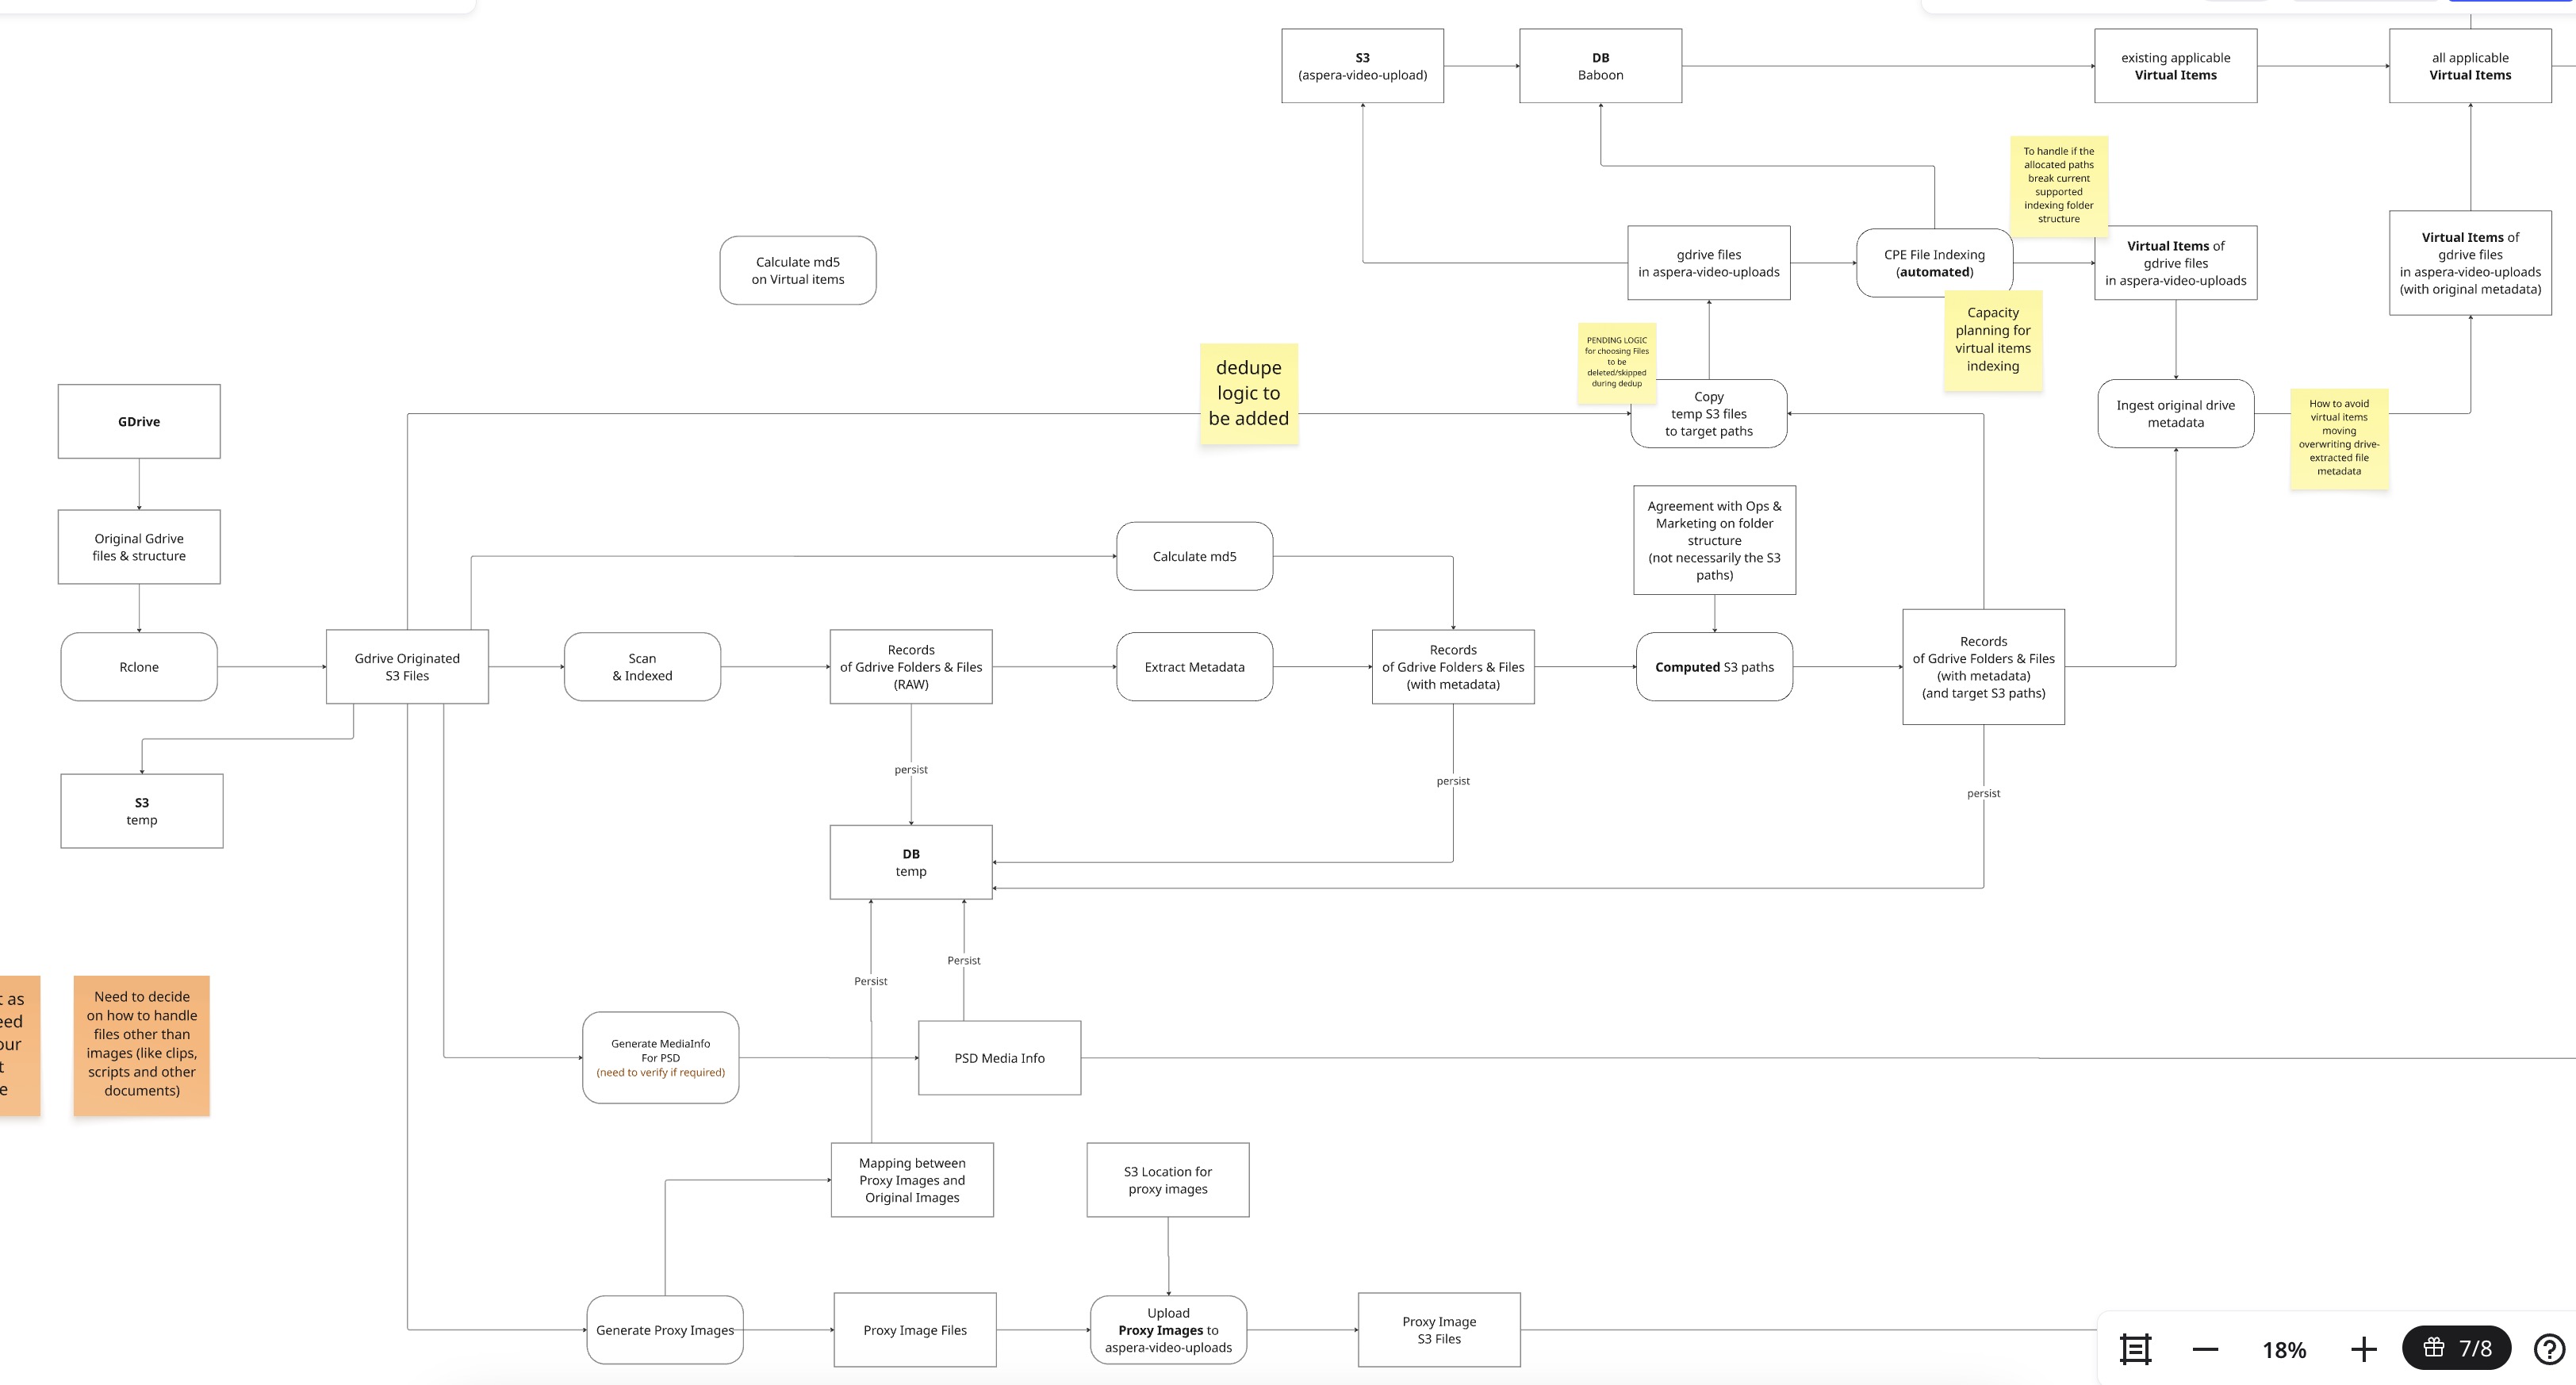 S3
(aspera-video-upload)
DB
Baboon
existing applicable
Virtual Items
all applicable
Virtual Items
To handle if the
allocated paths
break current
supported
indexing folder
structure
Calculate md5
on Virtual items
gdrive files
in aspera-video-uploads
CPE File Indexing
(automated)
Virtual Items of
gdrive files
in aspera-video-uploads
Virtual Items of
gdrive files
in aspera-video-uploads
(with original metadata)
Capacity
planning for
virtual items
indexing
PENDING LOGIC
for choosing Files
to be
deleted/skipped
during dedup
dedupe
logic to
be added
Copy
temp S3 files
to target paths
Ingest original drive
metadata
How to avoid
virtual items
moving
overwriting drive-
extracted file
metadata
GDrive
Original Gdrive
files & structure
Agreement with Ops &
Marketing on folder
structure
(not necessarily the S3
paths)
Calculate md5
Rclone
Gdrive Originated
S3 Files
Scan
& Indexed
Records
of Gdrive Folders & Files
(RAW)
Extract Metadata
Records
of Gdrive Folders & Files
(with metadata)
Computed S3 paths
Records
of Gdrive Folders & Files
(with metadata)
(and target S3 paths)
S3
temp
persist
persist
persist
DB
temp
Persist
Persist
t as
eed
our
t
e
Need to decide
on how to handle
files other than
images (like clips,
scripts and other
documents)
Generate MediaInfo
For PSD
(need to verify if required)
PSD Media Info
Mapping between
Proxy Images and
Original Images
S3 Location for
proxy images
Generate Proxy Images
Proxy Image Files
Upload
Proxy Images to
aspera-video-uploads
Proxy Image
S3 Files
18%
7/8